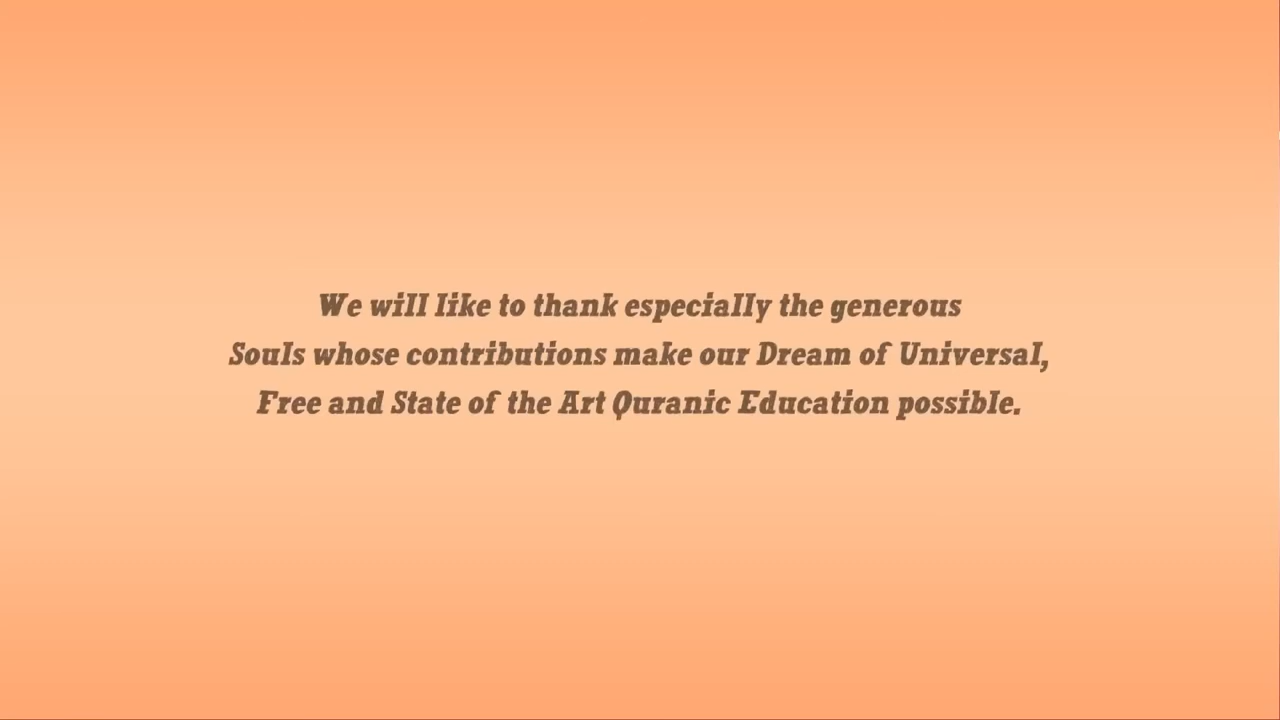 We will like to thank especially the generous
Souls whose contributions make our Dream of Universal,
Free and State of the Art Quranic Education possible.